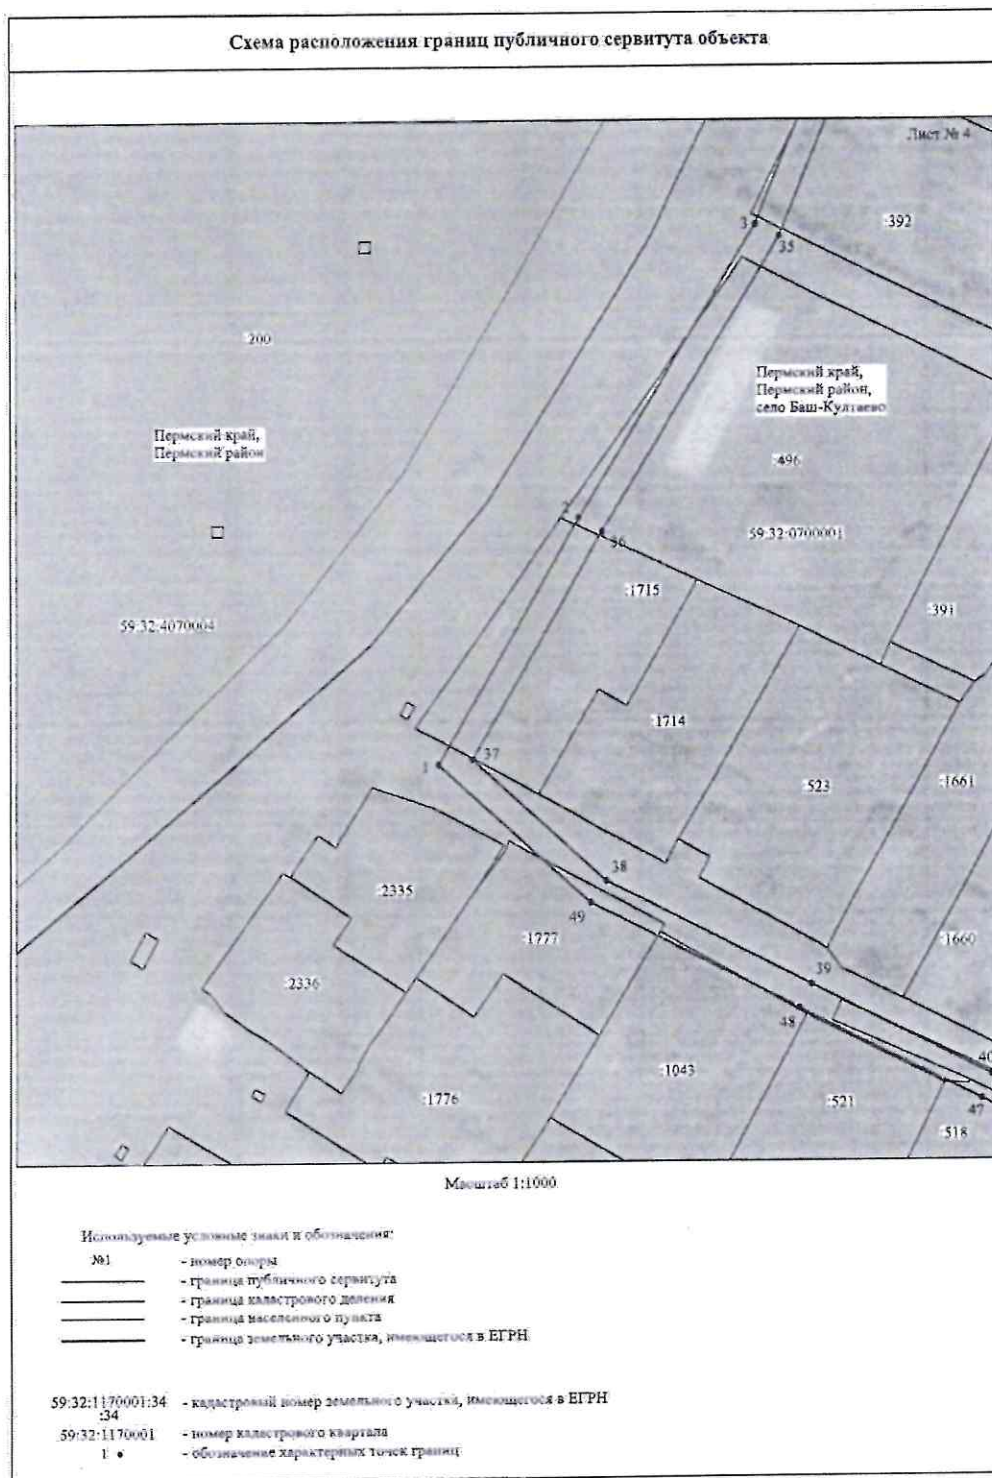 Схема расположения границ публичного сервитута объекта
Лист № 4
:392
3
35
:200
Пермский край,
Пермский район,
село Баш-Култаево
Пермский край,
Пермский район
:496
2
36
59:32:0700001
:1715
:391
59:32:4070004
:1714
37
1
:523
:1661
38
:2335
49
:1777
:1660
39
:2336
48
40
:1043
:1776
:521
47
:518
Масштаб 1:1000
Используемые условные знаки и обозначения:
№1 - номер опоры
- граница публичного сервитута
- граница кадастрового деления
- граница населенного пункта
- граница земельного участка, имеющегося в ЕГРН
59:32:1170001:34 - кадастровый номер земельного участка, имеющегося в ЕГРН
:34
59:32:1170001 - номер кадастрового квартала
1 • - обозначение характерных точек границ